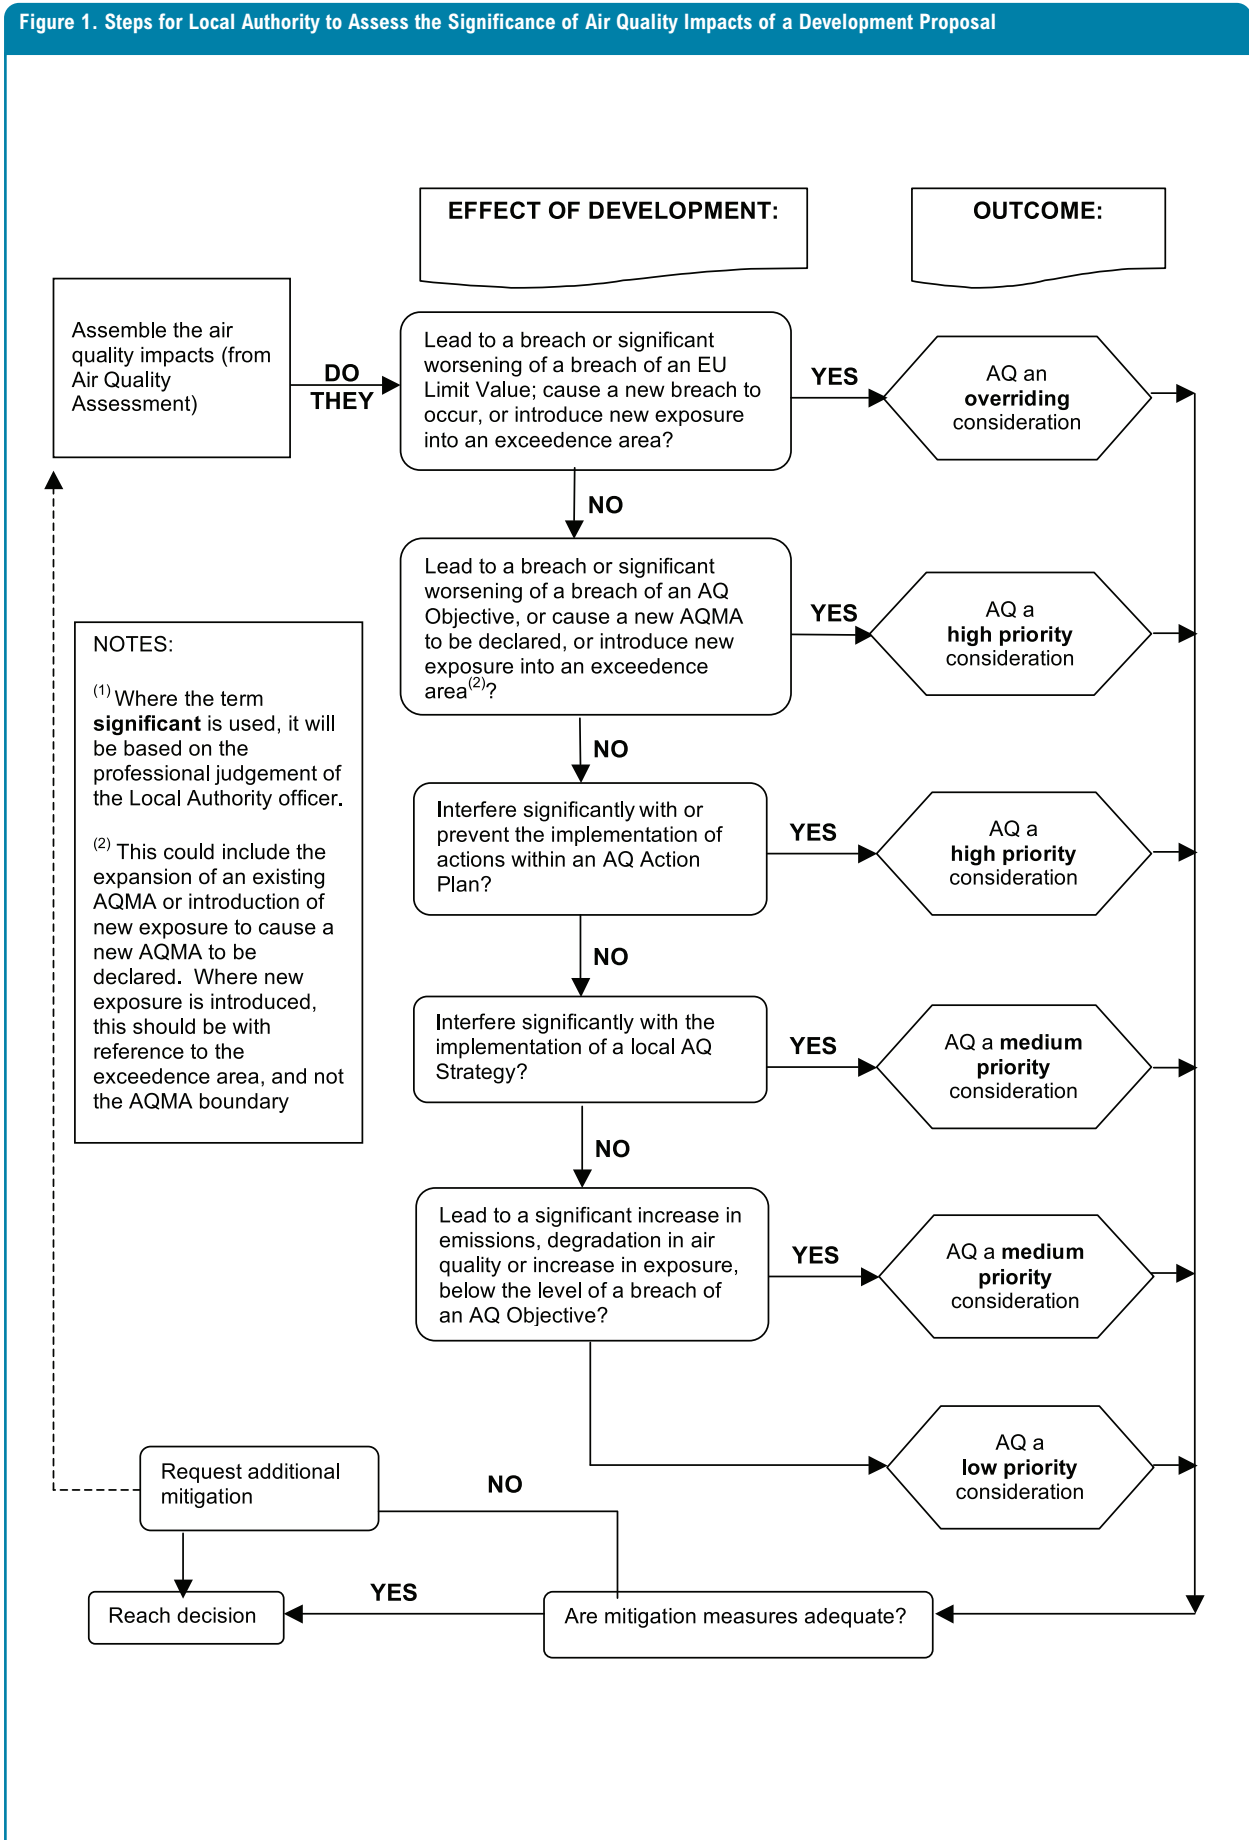 Figure 1. Steps for Local Authority to Assess the Significance of Air Quality Impacts of a Development Proposal
EFFECT OF DEVELOPMENT:
OUTCOME:
Assemble the air
quality impacts (from
Air Quality
Assessment)
DO
THEY
Lead to a breach or significant
worsening of a breach of an EU
Limit Value; cause a new breach to
occur, or introduce new exposure
into an exceedence area?
YES
AQ an
overriding
consideration
NO
Lead to a breach or significant
worsening of a breach of an AQ
Objective, or cause a new AQMA
to be declared, or introduce new
exposure into an exceedence
area(2)?
YES
AQ a
high priority
consideration
NO
NOTES:
(1) Where the term
significant is used, it will
be based on the
professional judgement of
the Local Authority officer.
(2) This could include the
expansion of an existing
AQMA or introduction of
new exposure to cause a
new AQMA to be
declared. Where new
exposure is introduced,
this should be with
reference to the
exceedence area, and not
the AQMA boundary
Interfere significantly with or
prevent the implementation of
actions within an AQ Action
Plan?
YES
AQ a
high priority
consideration
NO
Interfere significantly with the
implementation of a local AQ
Strategy?
YES
AQ a medium
priority
consideration
NO
Lead to a significant increase in
emissions, degradation in air
quality or increase in exposure,
below the level of a breach of
an AQ Objective?
YES
AQ a medium
priority
consideration
AQ a
low priority
consideration
Request additional
mitigation
NO
Reach decision
YES
Are mitigation measures adequate?